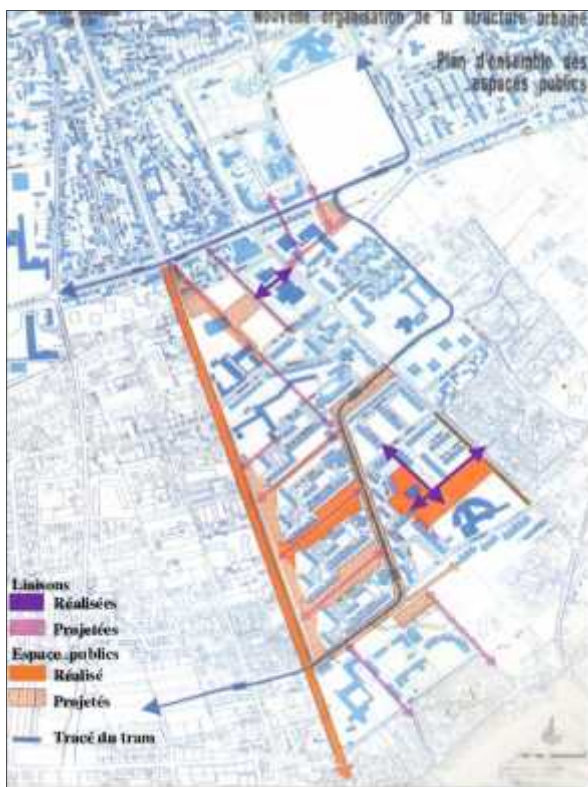 Nouvelle organisation de la structure urbaine
Plan d'ensemble des
espaces publics
Liaisons
Réalisées
Projetées
Espace publics
Réalisé
Projetés
Tracé du tram